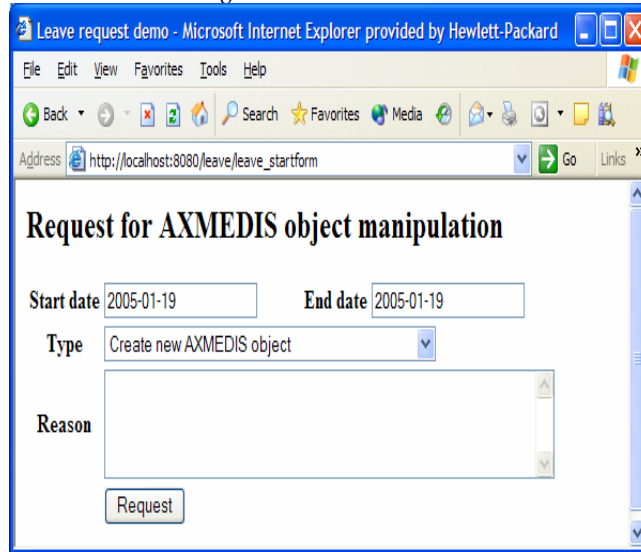 Leave request demo - Microsoft Internet Explorer provided by Hewlett-Packard
File Edit View Favorites Tools Help
Back Search Favorites Media
Address http://localhost:8080/leave/leave_startform Go Links »
Request for AXMEDIS object manipulation
Start date 2005-01-19 End date 2005-01-19
Type Create new AXMEDIS object
Reason
Request